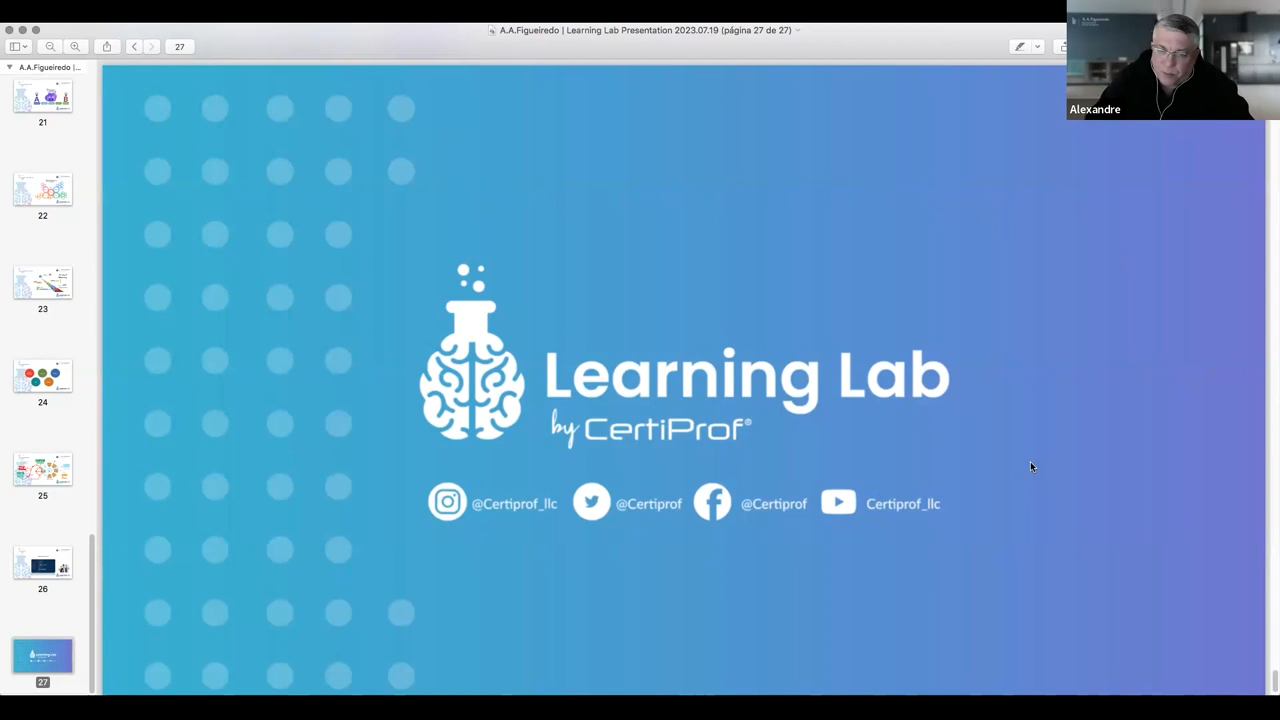 A.A.Figueiredo | Learning Lab Presentation 2023.07.19 (página 27 de 27)
27
A.A.Figueiredo |...
21
22
23
24
25
26
27
Learning Lab
by CertiProf®
@Certiprof_llc
@Certiprof
@Certiprof
Certiprof_llc
A.A.Figueiredo
Alexandre